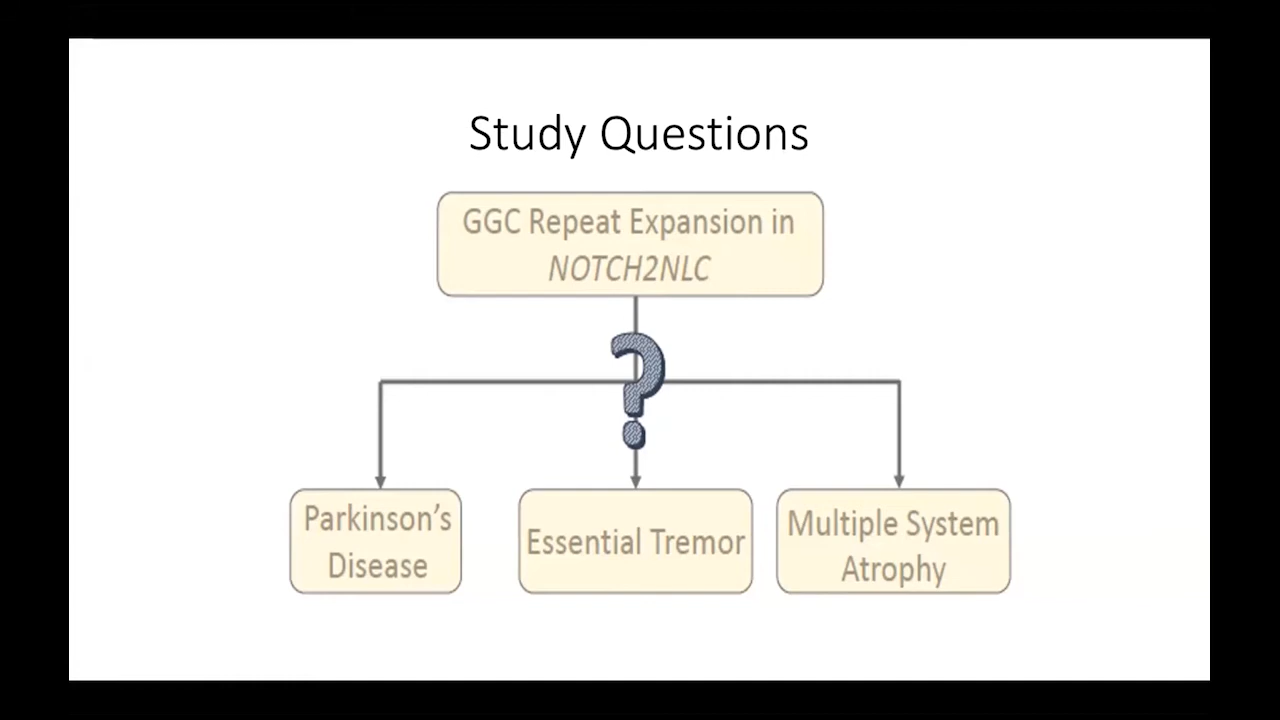 Study Questions
GGC Repeat Expansion in
NOTCH2NLC
?
Parkinson's
Disease
Essential Tremor
Multiple System
Atrophy